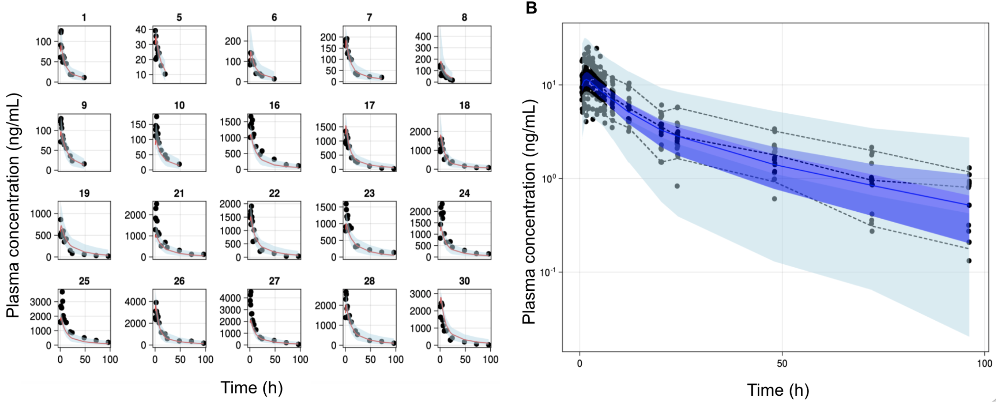 B
1 5 6 7 8
100 50 0
40 30 20 10
200 100 0
200 150 100 50 0
400 300 200 100 0
9 10 16 17 18
100 50 0
150 100 50 0
1500 1000 500 0
1500 1000 500 0
2000 1000 0
19 21 22 23 24
1000 500 0
2000 1000 0
2000 1500 1000 500 0
1500 1000 500 0
2000 1500 1000 500 0
25 26 27 28 30
3000 2000 1000 0
4000 2000 0
4000 3000 2000 1000 0
2000 1000 0
3000 2000 1000 0
0 50 100 0 50 100 0 50 100 0 50 100 0 50 100
Plasma concentration (ng/mL)
Time (h)
Plasma concentration (ng/mL)
10¹
10⁰
10⁻¹
0 50 100
Time (h)